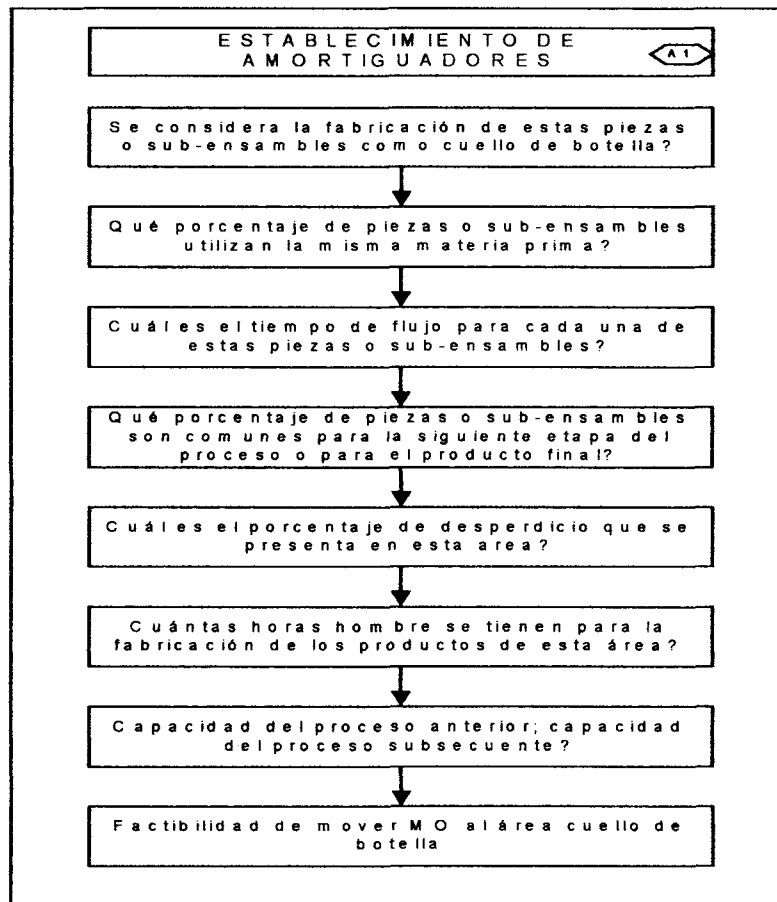 ESTABLECIMIENTO DE
AMORTIGUADORES
A 1
Se considera la fabricación de estas piezas
o sub-ensambles como cuello de botella?
Qué porcentaje de piezas o sub-ensambles
utilizan la misma materia prima?
Cuál es el tiempo de flujo para cada una de
estas piezas o sub-ensambles?
Qué porcentaje de piezas o sub-ensambles
son comunes para la siguiente etapa del
proceso o para el producto final?
Cuál es el porcentaje de desperdicio que se
presenta en esta area?
Cuántas horas hombre se tienen para la
fabricación de los productos de esta área?
Capacidad del proceso anterior; capacidad
del proceso subsecuente?
Factibilidad de mover MO al área cuello de
botella